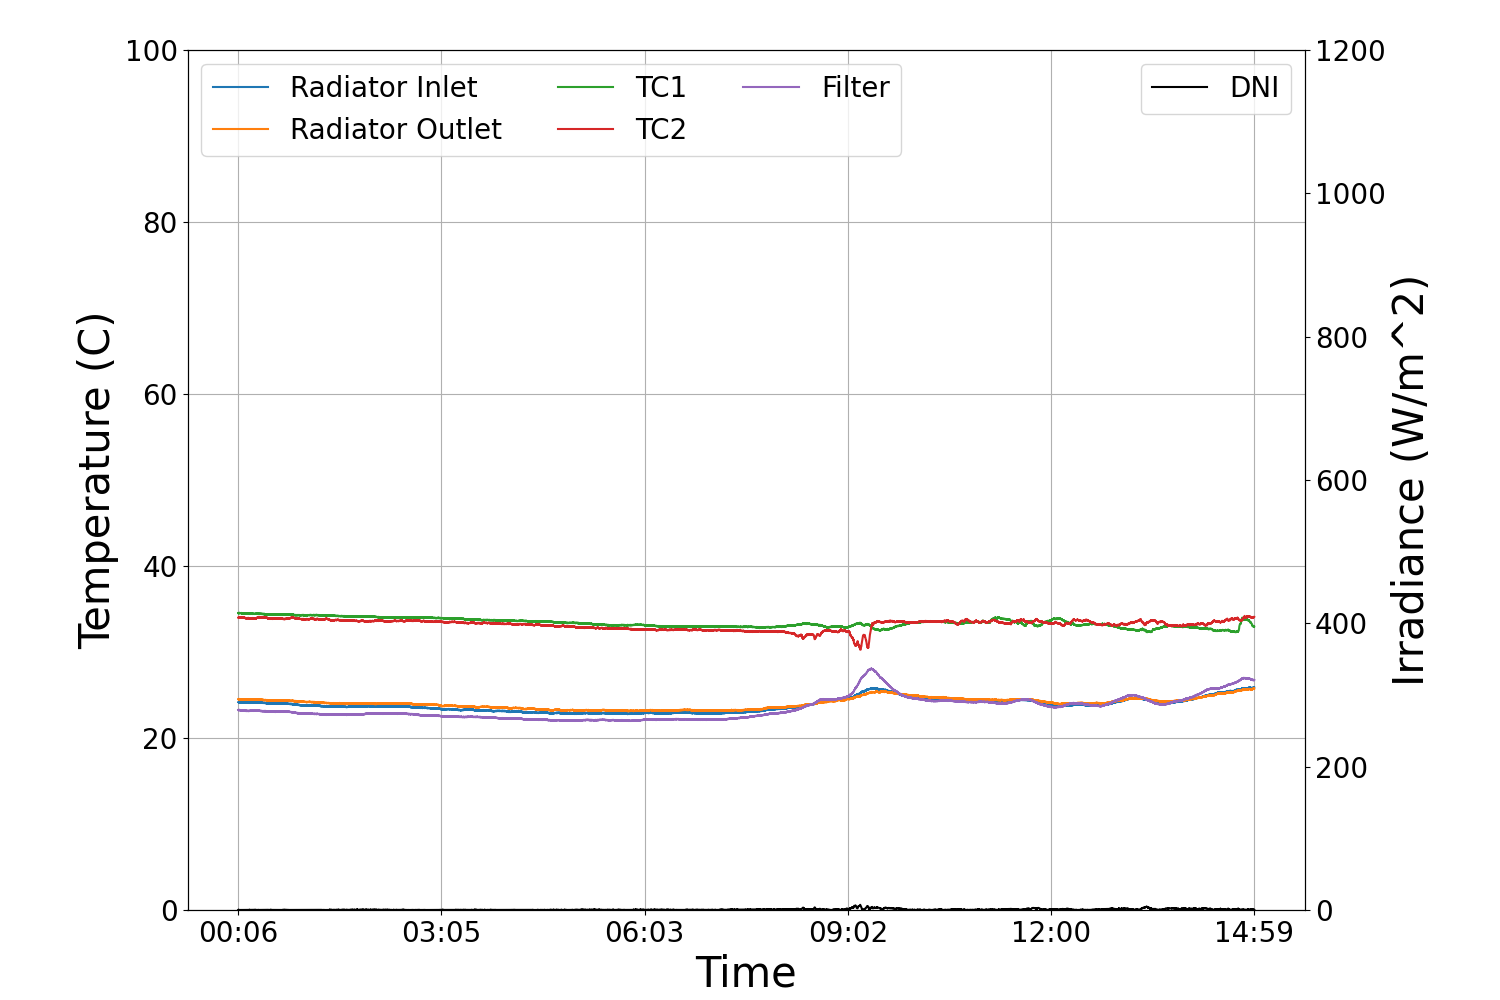 Radiator Inlet
Radiator Outlet
TC1
TC2
Filter
DNI
100
80
60
40
20
0
Temperature (C)
1200
1000
800
600
400
200
0
Irradiance (W/m^2)
00:06 03:05 06:03 09:02 12:00 14:59
Time